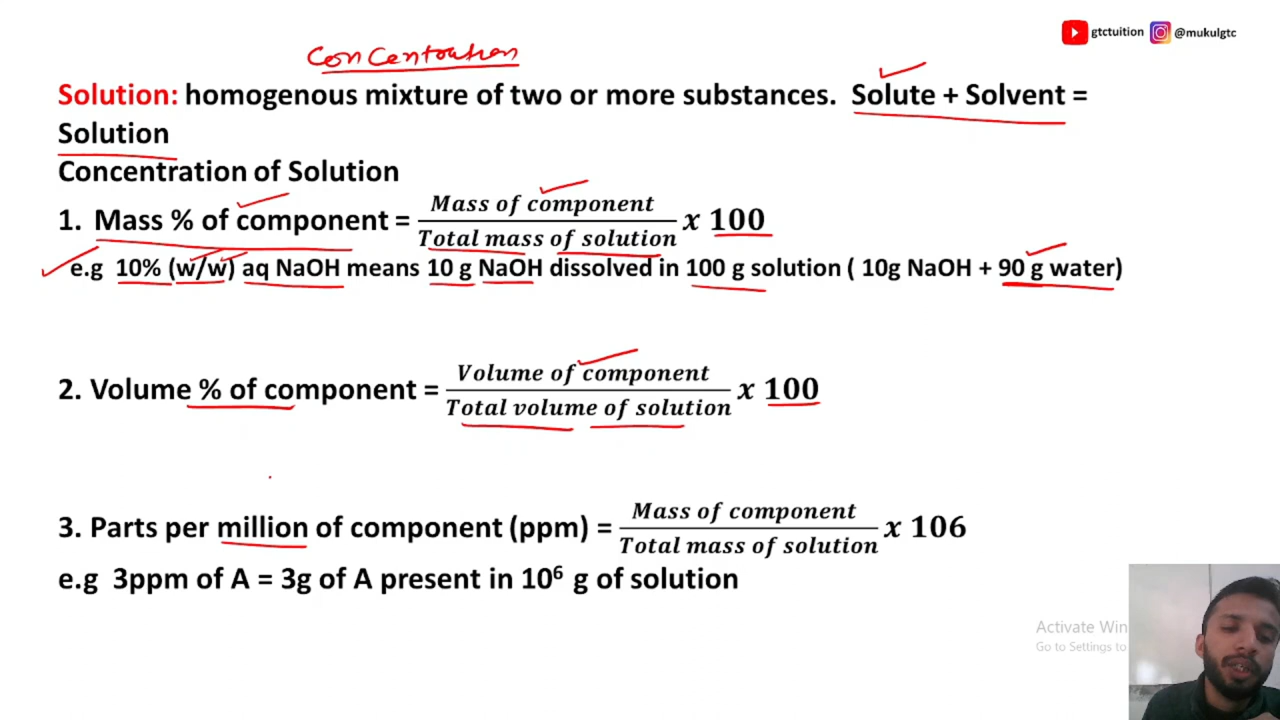 gtctuition @mukulgtc
Concentration
Solution: homogenous mixture of two or more substances. Solute + Solvent =
Solution
Concentration of Solution
1. Mass % of component = Mass of component / Total mass of solution x 100
e.g 10% (w/w) aq NaOH means 10 g NaOH dissolved in 100 g solution ( 10g NaOH + 90 g water)
2. Volume % of component = Volume of component / Total volume of solution x 100
3. Parts per million of component (ppm) = Mass of component / Total mass of solution x 106
e.g 3ppm of A = 3g of A present in 10⁶ g of solution
Activate Win
Go to Settings to